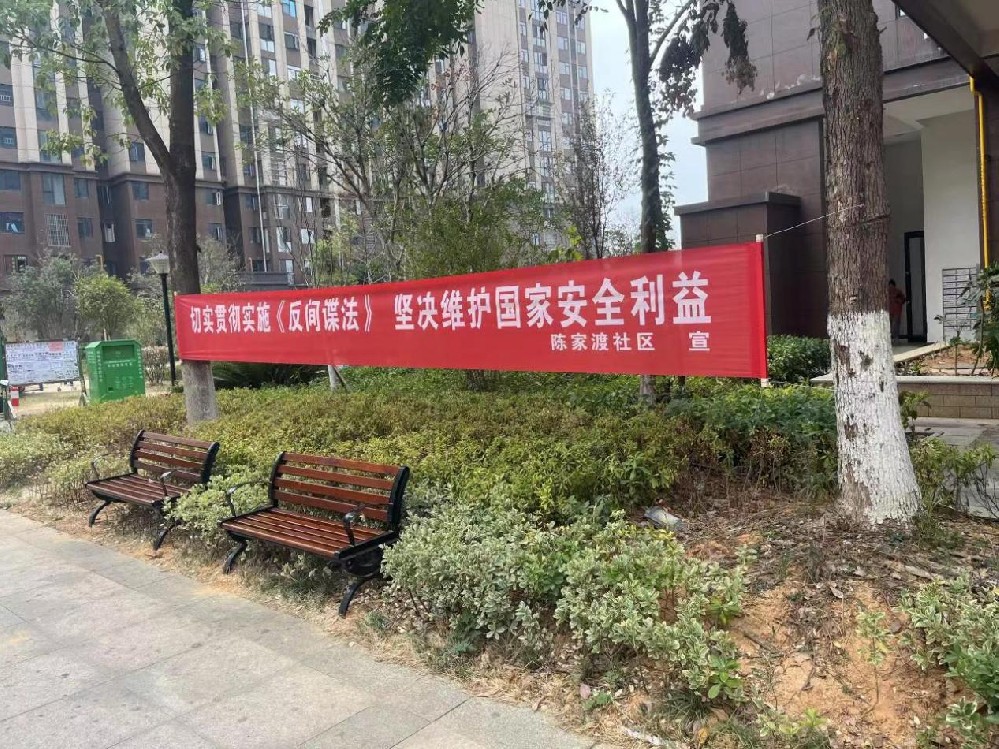 切实贯彻实施《反间谍法》 坚决维护国家安全利益
陈家渡社区 宣